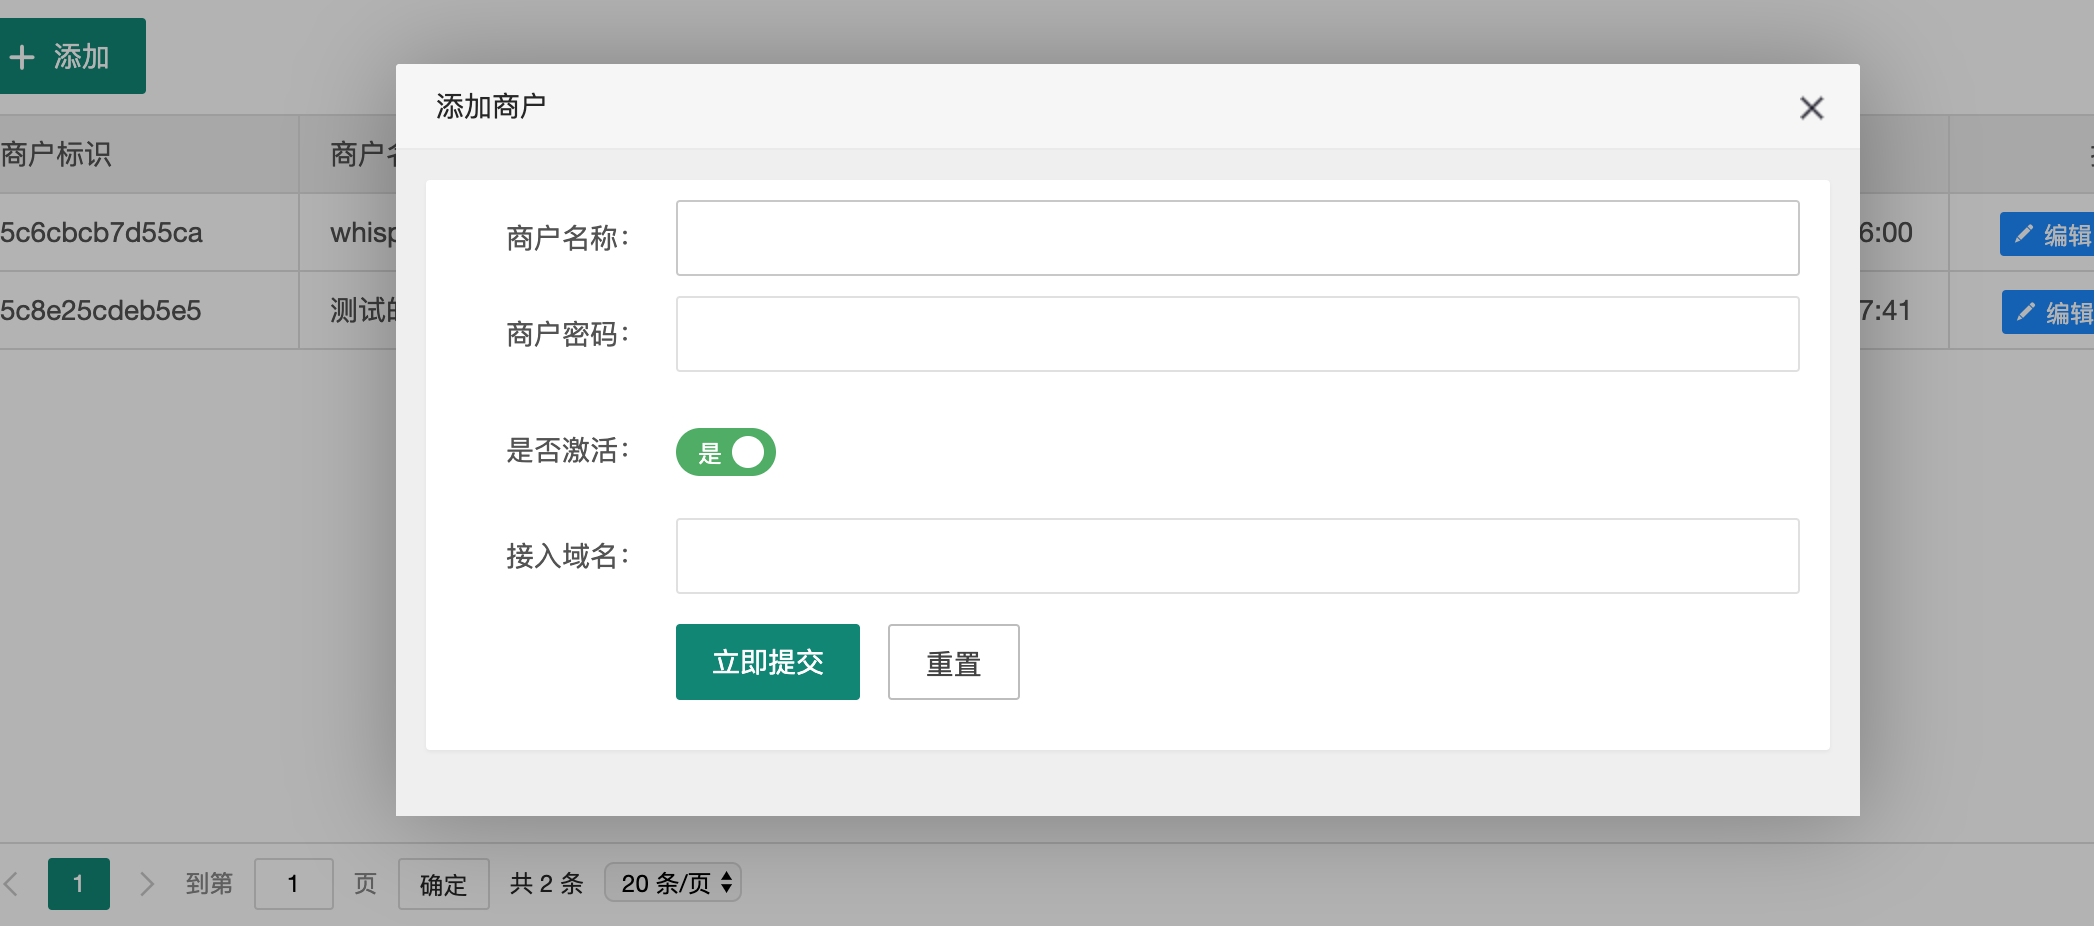 添加
添加商户
商户标识
商户名
商户名称：
5c6cbcb7d55ca
whisp
6:00
编辑
商户密码：
5c8e25cdeb5e5
测试的
7:41
编辑
是否激活：
是
接入域名：
立即提交
重置
1
到第
1
页
确定
共 2 条
20 条/页